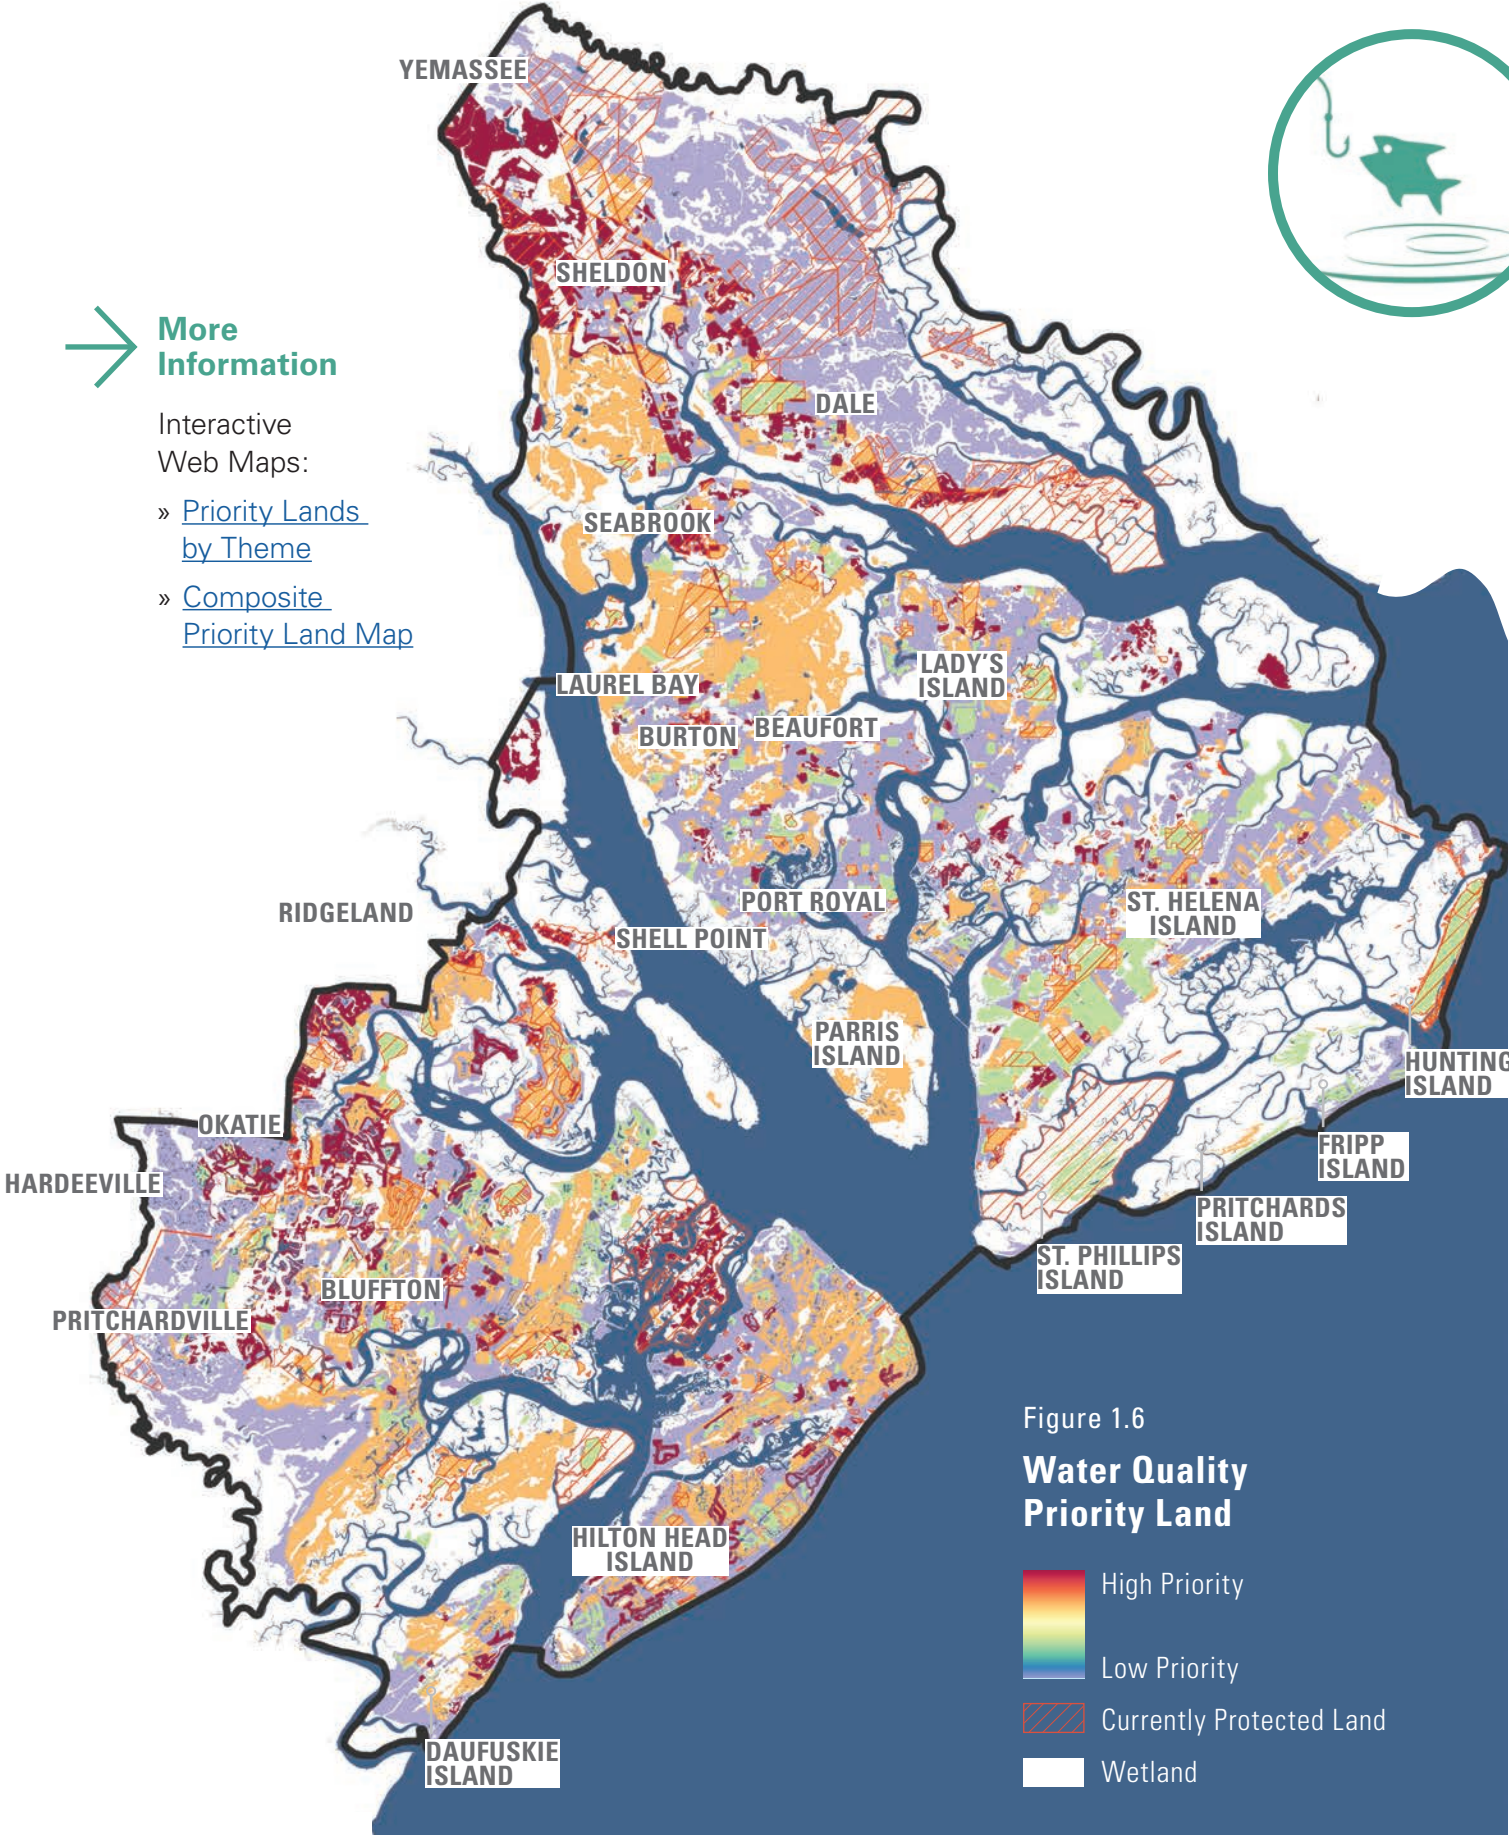 YEMASSEE
SHELDON
More
Information
Interactive
Web Maps:
» Priority Lands
by Theme
» Composite
Priority Land Map
DALE
SEABROOK
LADY'S
ISLAND
LAUREL BAY
BURTON
BEAUFORT
RIDGELAND
PORT ROYAL
ST. HELENA
ISLAND
SHELL POINT
PARRIS
ISLAND
HUNTING
ISLAND
OKATIE
FRIPP
ISLAND
HARDEEVILLE
PRITCHARDS
ISLAND
ST. PHILLIPS
ISLAND
BLUFFTON
PRITCHARDVILLE
HILTON HEAD
ISLAND
DAUFUSKIE
ISLAND
Figure 1.6
Water Quality
Priority Land
High Priority
Low Priority
Currently Protected Land
Wetland